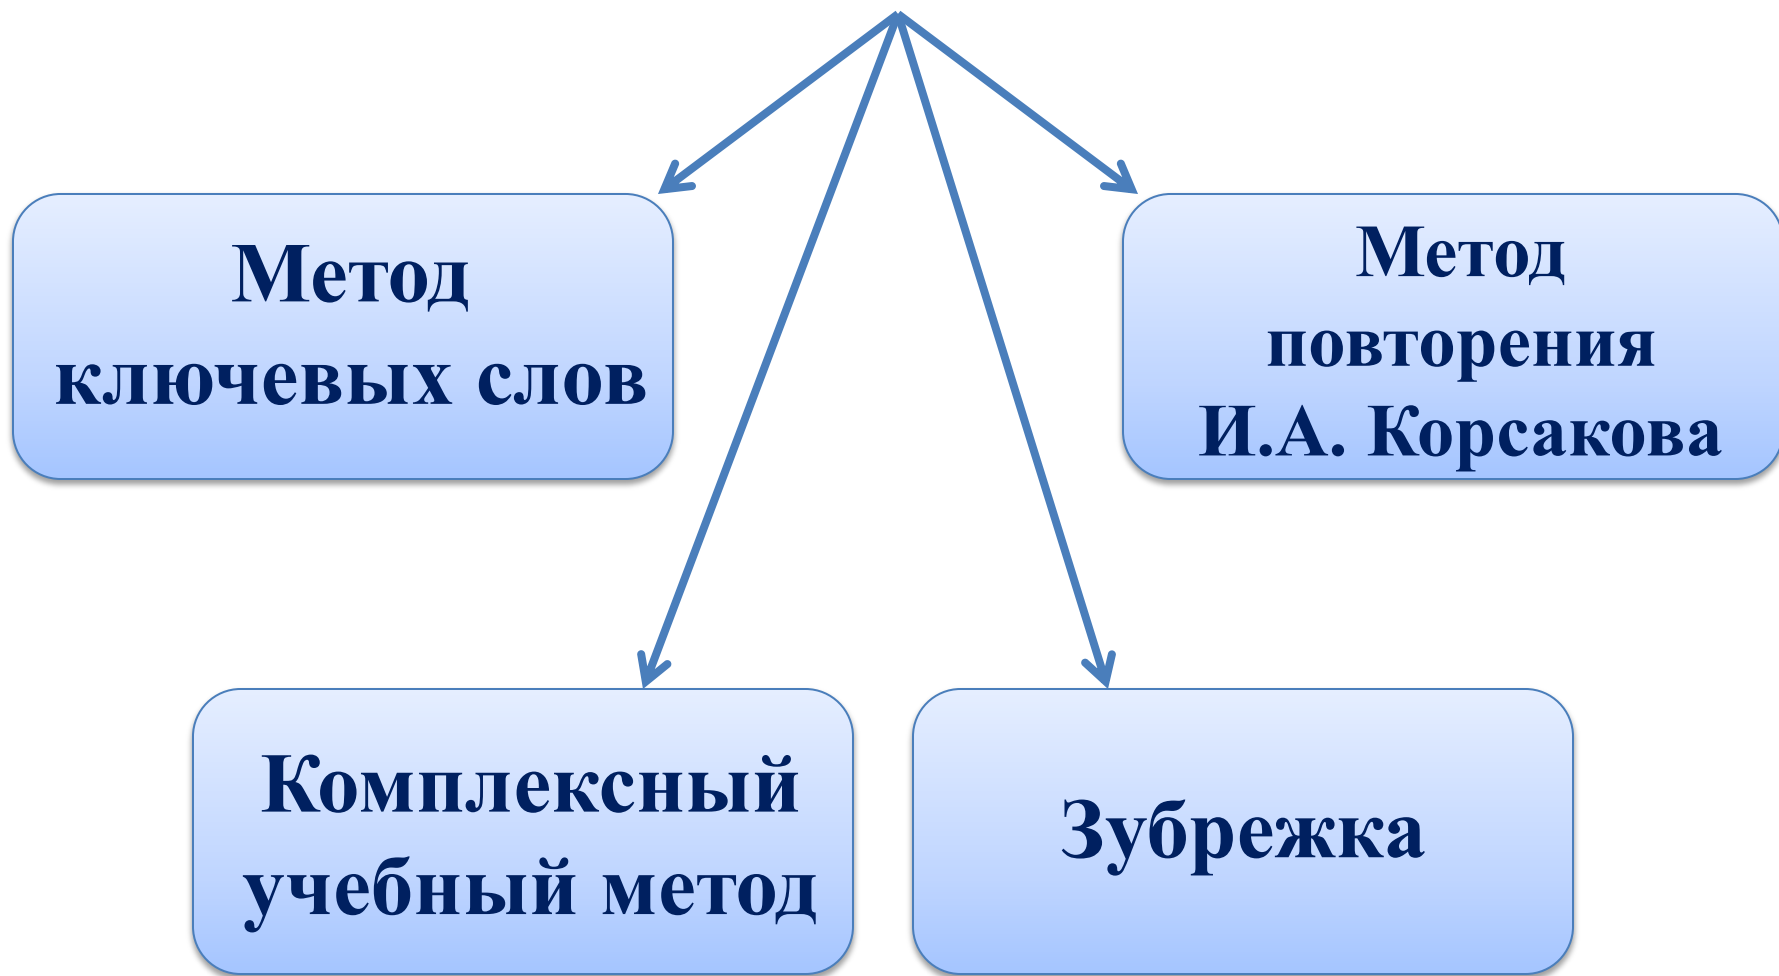 Метод
ключевых слов
Метод
повторения
И.А. Корсакова
Комплексный
учебный метод
Зубрежка